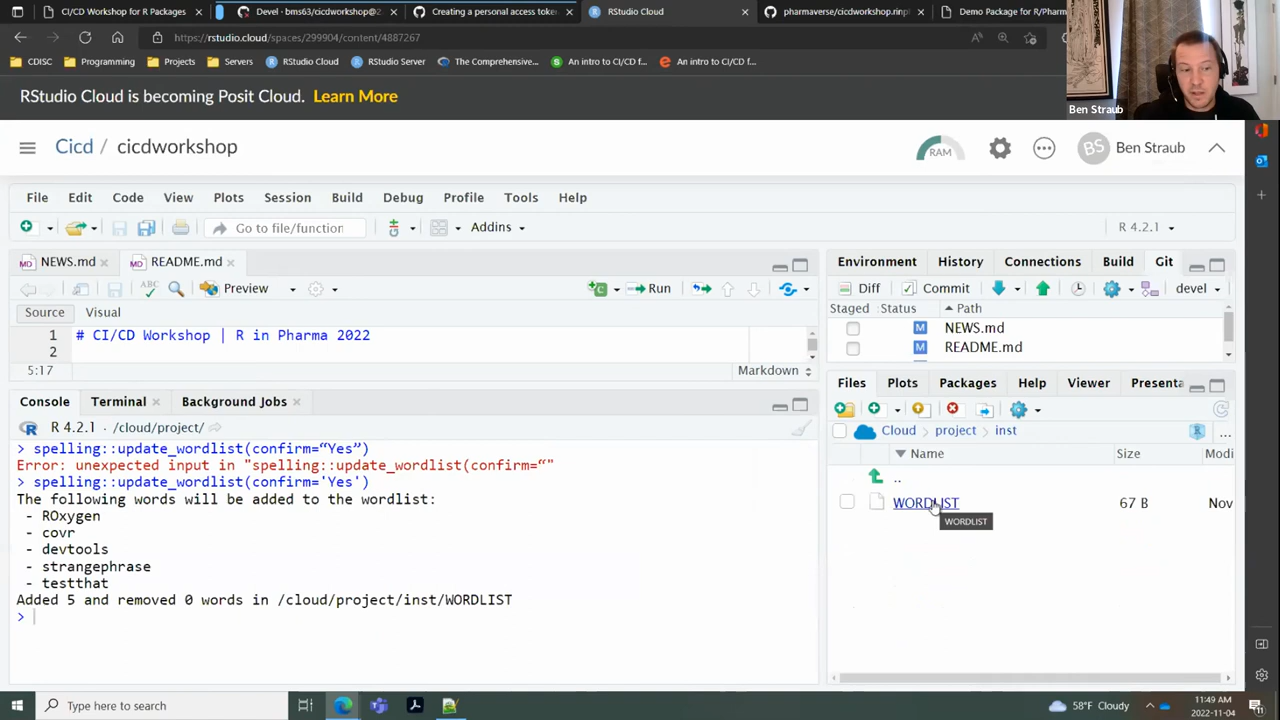 CI/CD Workshop for R Packages
Devel · bms63/cicdworkshop@2
Creating a personal access toke
RStudio Cloud
pharmaverse/cicdworkshop.rinp
Demo Package for R/Pharm
https://rstudio.cloud/spaces/299904/content/4887267
CDISC
Programming
Projects
Servers
RStudio Cloud
RStudio Server
The Comprehensive...
An intro to CI/CD f...
An intro to CI/CD f...
Ben Straub
RStudio Cloud is becoming Posit Cloud. Learn More
Cicd / cicdworkshop
RAM
BS
Ben Straub
File Edit Code View Plots Session Build Debug Profile Tools Help
Go to file/function
Addins
R 4.2.1
NEWS.md
README.md
ABC
Preview
Run
Source
Visual
1 # CI/CD Workshop | R in Pharma 2022
2
5:17
Markdown
Console
Terminal
Background Jobs
R 4.2.1 · /cloud/project/
> spelling::update_wordlist(confirm=“Yes”)
Error: unexpected input in "spelling::update_wordlist(confirm=“"
> spelling::update_wordlist(confirm='Yes')
The following words will be added to the wordlist:
- ROxygen
- covr
- devtools
- strangephrase
- testthat
Added 5 and removed 0 words in /cloud/project/inst/WORDLIST
>
Environment History Connections Build Git
Diff
Commit
devel
Staged Status Path
M NEWS.md
M README.md
Files Plots Packages Help Viewer Presenta
Cloud project inst
...
Name Size Modi
..
WORDLIST 67 B Nov
WORDLIST
Type here to search
58°F Cloudy
11:49 AM
2022-11-04
11